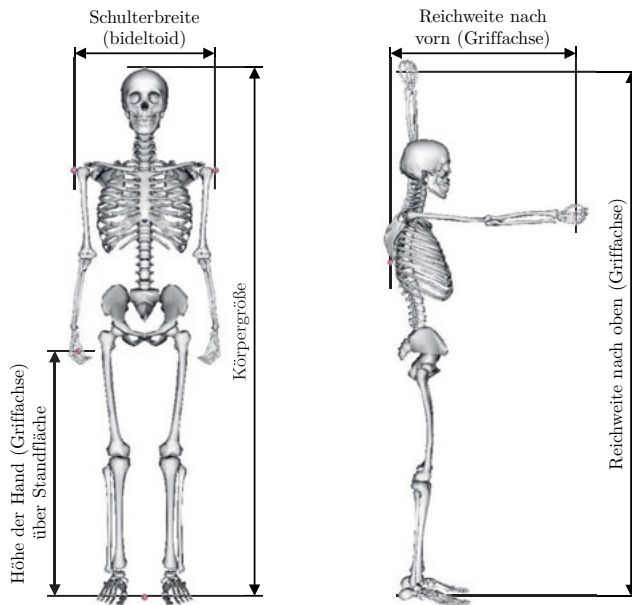 Schulterbreite
(bideltoid)
Reichweite nach
vorn (Griffachse)
Körpergröße
Höhe der Hand (Griffachse)
über Standfläche
Reichweite nach oben (Griffachse)